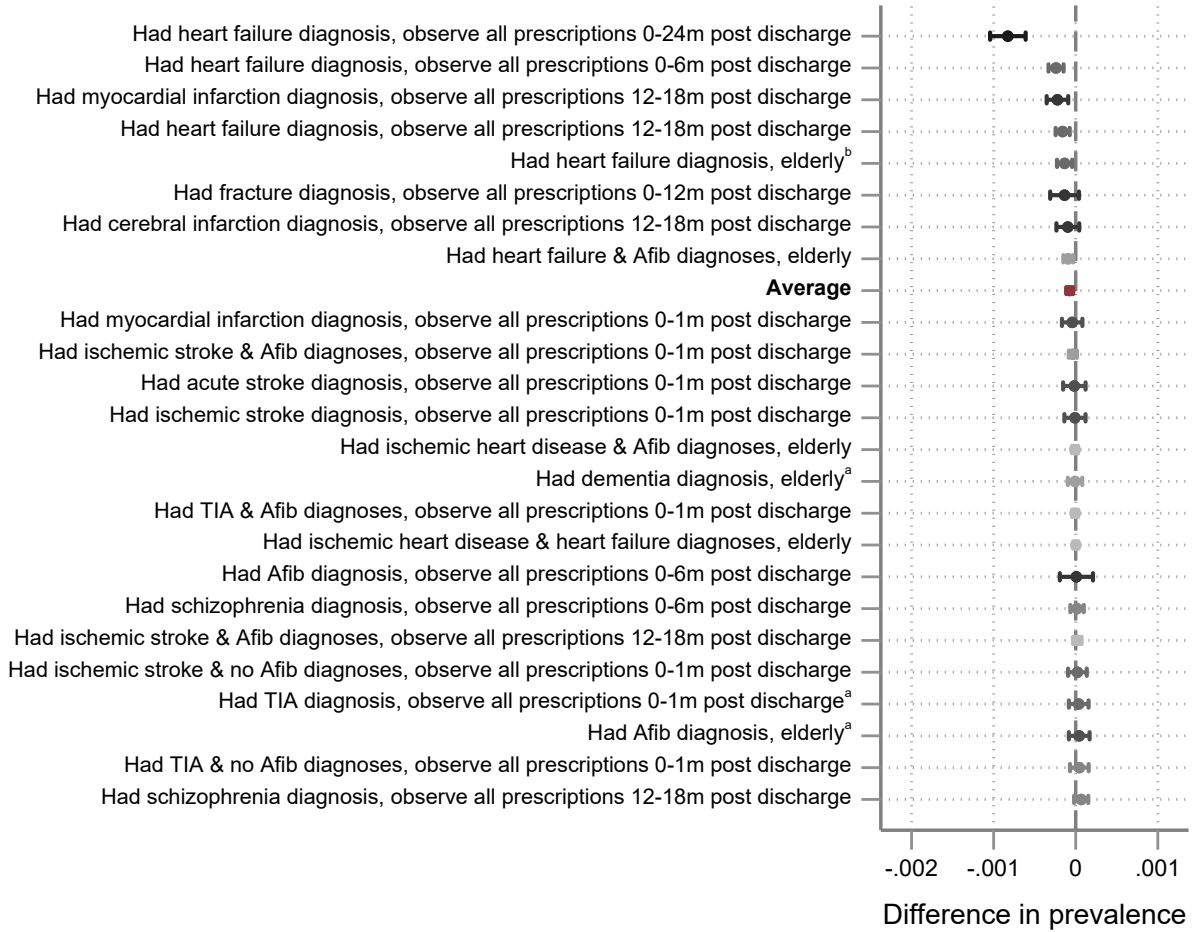 Had heart failure diagnosis, observe all prescriptions 0-24m post discharge
Had heart failure diagnosis, observe all prescriptions 0-6m post discharge
Had myocardial infarction diagnosis, observe all prescriptions 12-18m post discharge
Had heart failure diagnosis, observe all prescriptions 12-18m post discharge
Had heart failure diagnosis, elderlyᵇ
Had fracture diagnosis, observe all prescriptions 0-12m post discharge
Had cerebral infarction diagnosis, observe all prescriptions 12-18m post discharge
Had heart failure & Afib diagnoses, elderly
Average
Had myocardial infarction diagnosis, observe all prescriptions 0-1m post discharge
Had ischemic stroke & Afib diagnoses, observe all prescriptions 0-1m post discharge
Had acute stroke diagnosis, observe all prescriptions 0-1m post discharge
Had ischemic stroke diagnosis, observe all prescriptions 0-1m post discharge
Had ischemic heart disease & Afib diagnoses, elderly
Had dementia diagnosis, elderlyᵃ
Had TIA & Afib diagnoses, observe all prescriptions 0-1m post discharge
Had ischemic heart disease & heart failure diagnoses, elderly
Had Afib diagnosis, observe all prescriptions 0-6m post discharge
Had schizophrenia diagnosis, observe all prescriptions 0-6m post discharge
Had ischemic stroke & Afib diagnoses, observe all prescriptions 12-18m post discharge
Had ischemic stroke & no Afib diagnoses, observe all prescriptions 0-1m post discharge
Had TIA diagnosis, observe all prescriptions 0-1m post dischargeᵃ
Had Afib diagnosis, elderlyᵃ
Had TIA & no Afib diagnoses, observe all prescriptions 0-1m post discharge
Had schizophrenia diagnosis, observe all prescriptions 12-18m post discharge
-.002 -.001 0 .001
Difference in prevalence